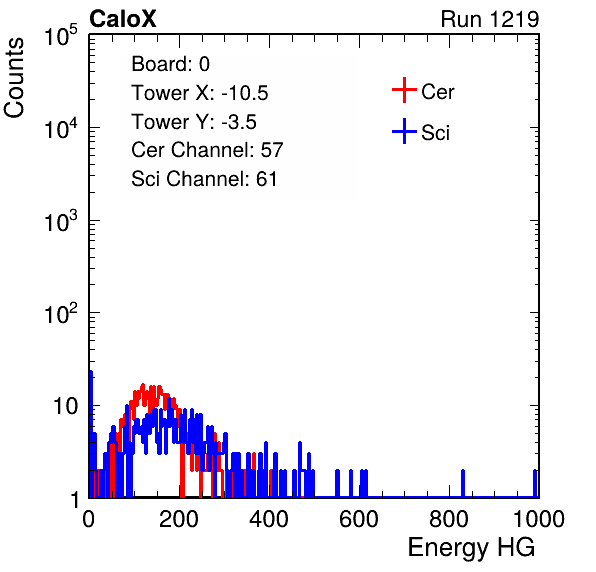 CaloX Run 1219
Counts
10^5
10^4
10^3
10^2
10
1
Board: 0
Tower X: -10.5
Tower Y: -3.5
Cer Channel: 57
Sci Channel: 61
Cer
Sci
0 200 400 600 800 1000
Energy HG